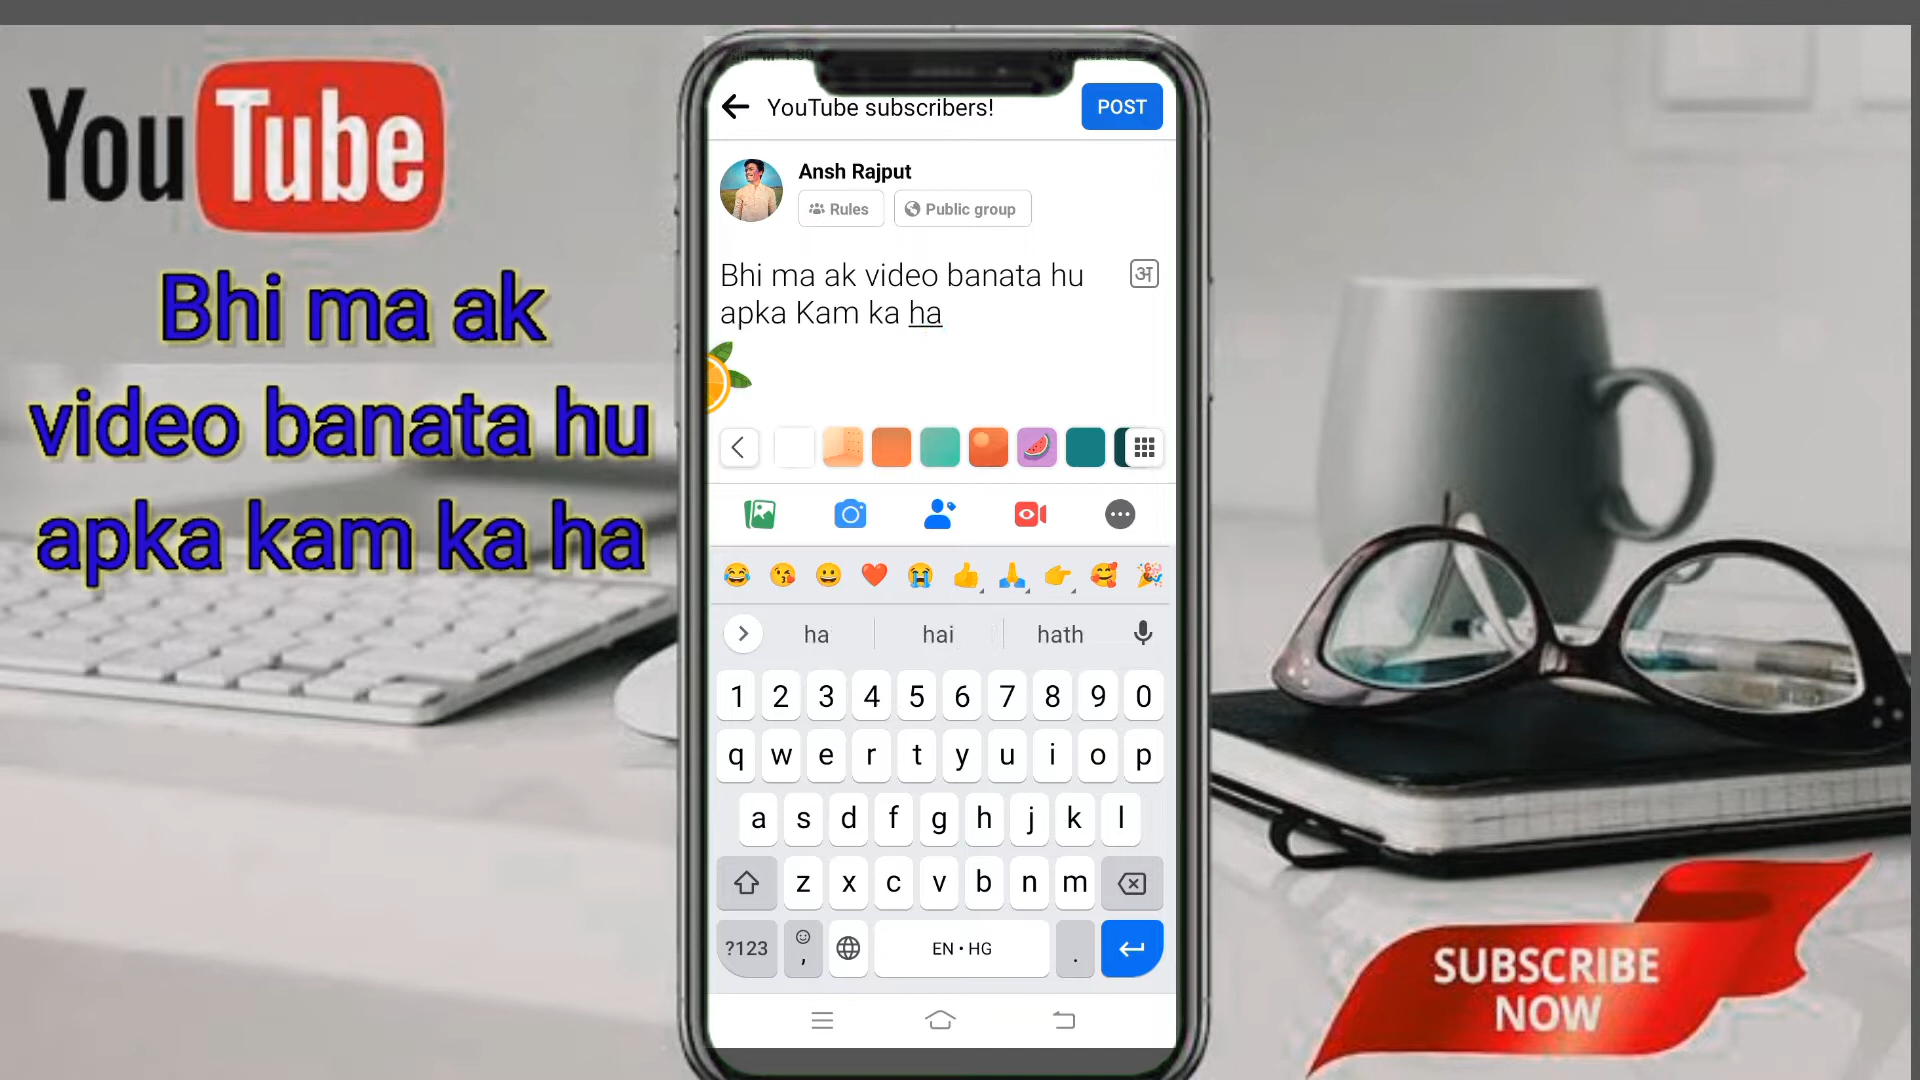 YouTube
Bhi ma ak
video banata hu
apka kam ka ha
YouTube subscribers!
POST
Ansh Rajput
Rules
Public group
Bhi ma ak video banata hu
अ
apka Kam ka ha
ha hai hath
1 2 3 4 5 6 7 8 9 0
q w e r t y u i o p
a s d f g h j k l
z x c v b n m
?123 , EN • HG .
SUBSCRIBE
NOW